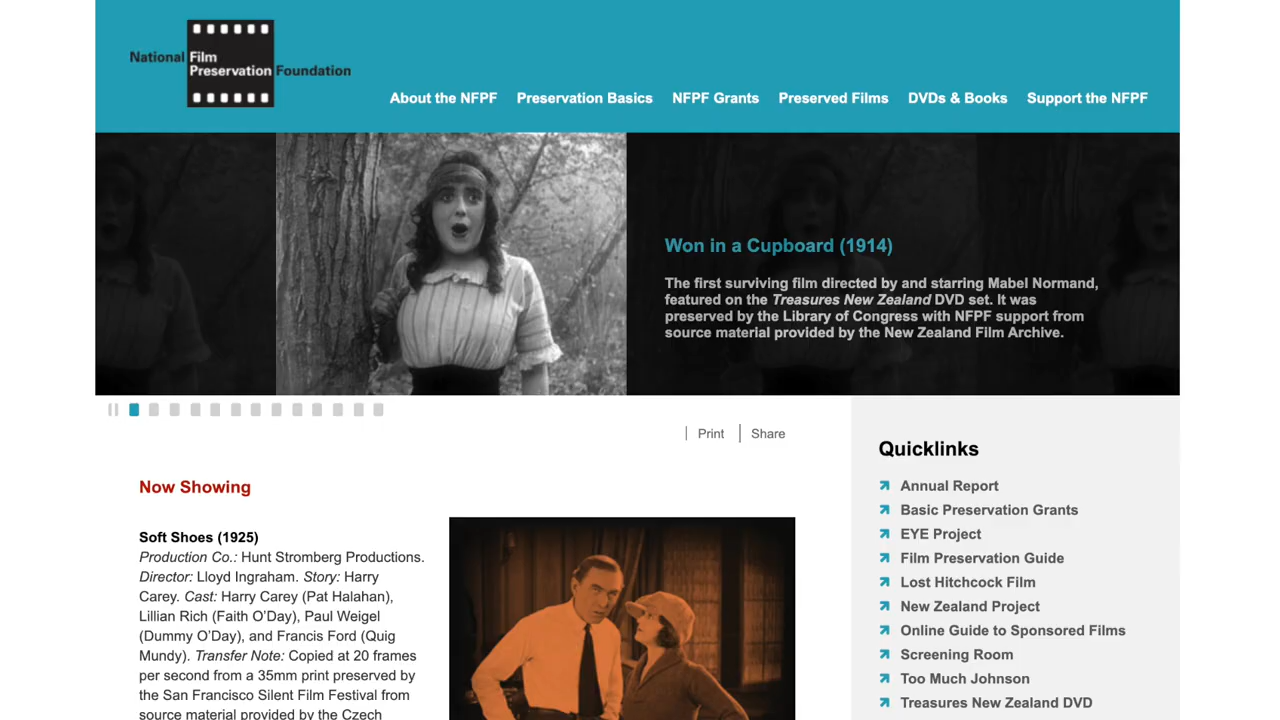 National Film
Preservation Foundation
About the NFPF Preservation Basics NFPF Grants Preserved Films DVDs & Books Support the NFPF
Won in a Cupboard (1914)
The first surviving film directed by and starring Mabel Normand,
featured on the Treasures New Zealand DVD set. It was
preserved by the Library of Congress with NFPF support from
source material provided by the New Zealand Film Archive.
Print
Share
Now Showing
Soft Shoes (1925)
Production Co.: Hunt Stromberg Productions.
Director: Lloyd Ingraham. Story: Harry
Carey. Cast: Harry Carey (Pat Halahan),
Lillian Rich (Faith O'Day), Paul Weigel
(Dummy O'Day), and Francis Ford (Quig
Mundy). Transfer Note: Copied at 20 frames
per second from a 35mm print preserved by
the San Francisco Silent Film Festival from
source material provided by the Czech
Quicklinks
Annual Report
Basic Preservation Grants
EYE Project
Film Preservation Guide
Lost Hitchcock Film
New Zealand Project
Online Guide to Sponsored Films
Screening Room
Too Much Johnson
Treasures New Zealand DVD